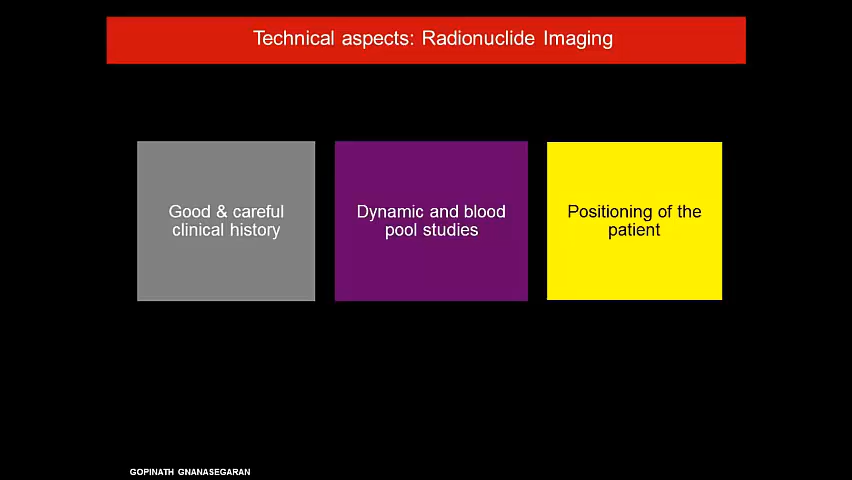 Technical aspects: Radionuclide Imaging
Good & careful
clinical history
Dynamic and blood
pool studies
Positioning of the
patient
GOPINATH GNANASEGARAN